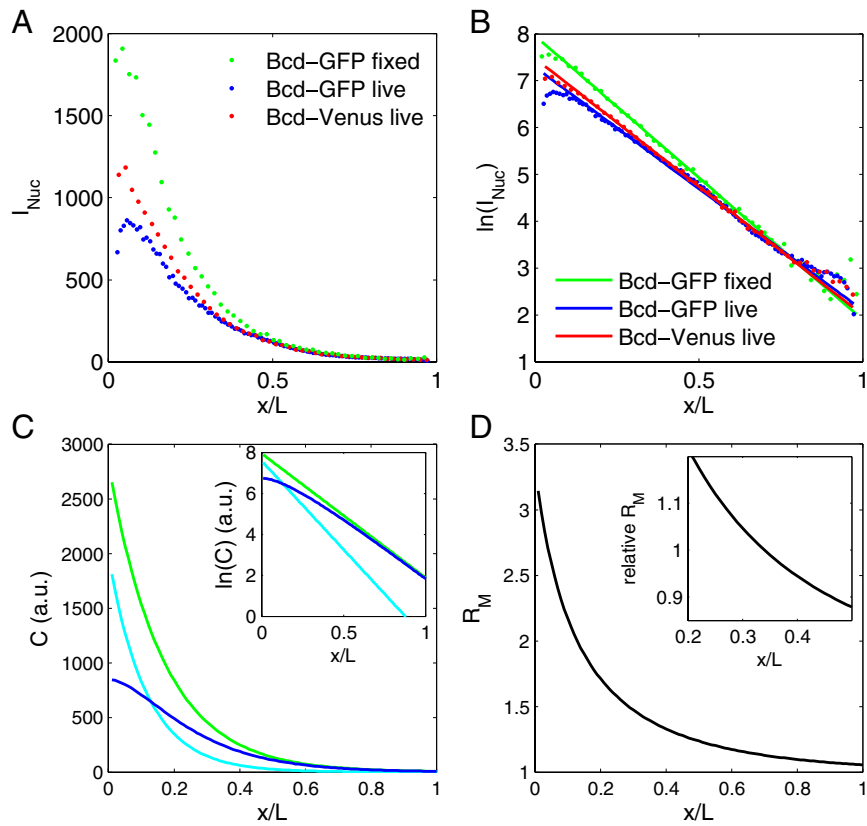 A
2000
1500
1000
500
0
I_Nuc
Bcd-GFP fixed
Bcd-GFP live
Bcd-Venus live
0 0.5 1
x/L
B
8
7
6
5
4
3
2
1
ln(I_Nuc)
Bcd-GFP fixed
Bcd-GFP live
Bcd-Venus live
0 0.5 1
x/L
C
3000
2500
2000
1500
1000
500
0
C (a.u.)
0 0.2 0.4 0.6 0.8 1
x/L
8
6
4
2
0
ln(C) (a.u.)
0 0.5 1
x/L
D
3.5
3
2.5
2
1.5
1
R_M
0 0.2 0.4 0.6 0.8 1
x/L
1.1
1
0.9
relative R_M
0.2 0.3 0.4
x/L